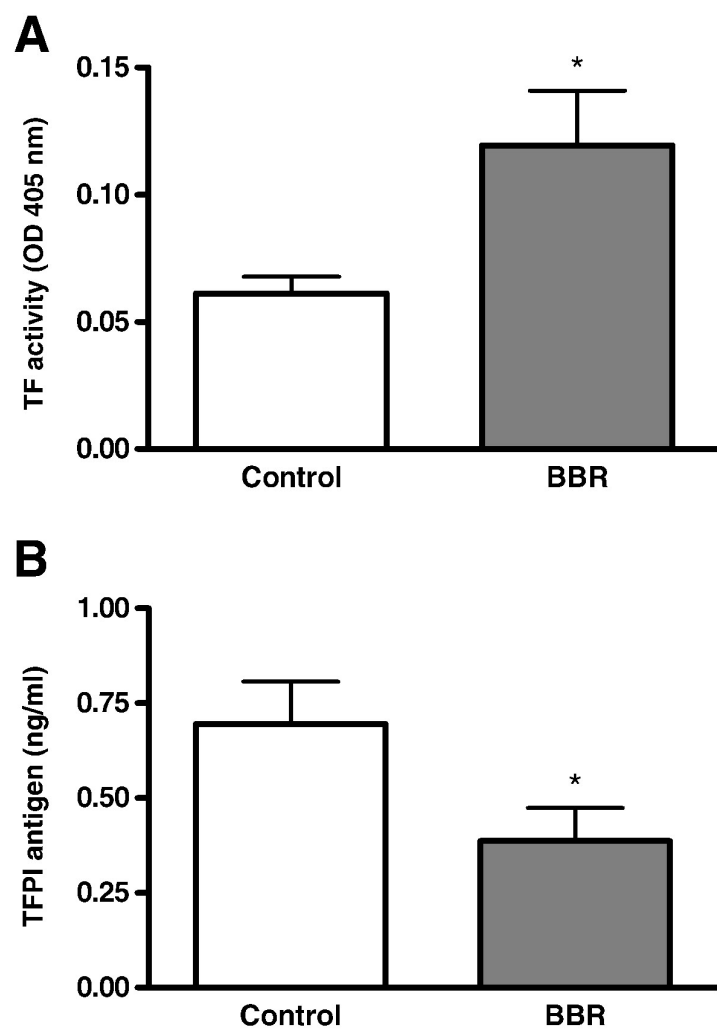 A
TF activity (OD 405 nm)
0.15
0.10
0.05
0.00
*
Control
BBR
B
TFPI antigen (ng/ml)
1.00
0.75
0.50
0.25
0.00
*
Control
BBR